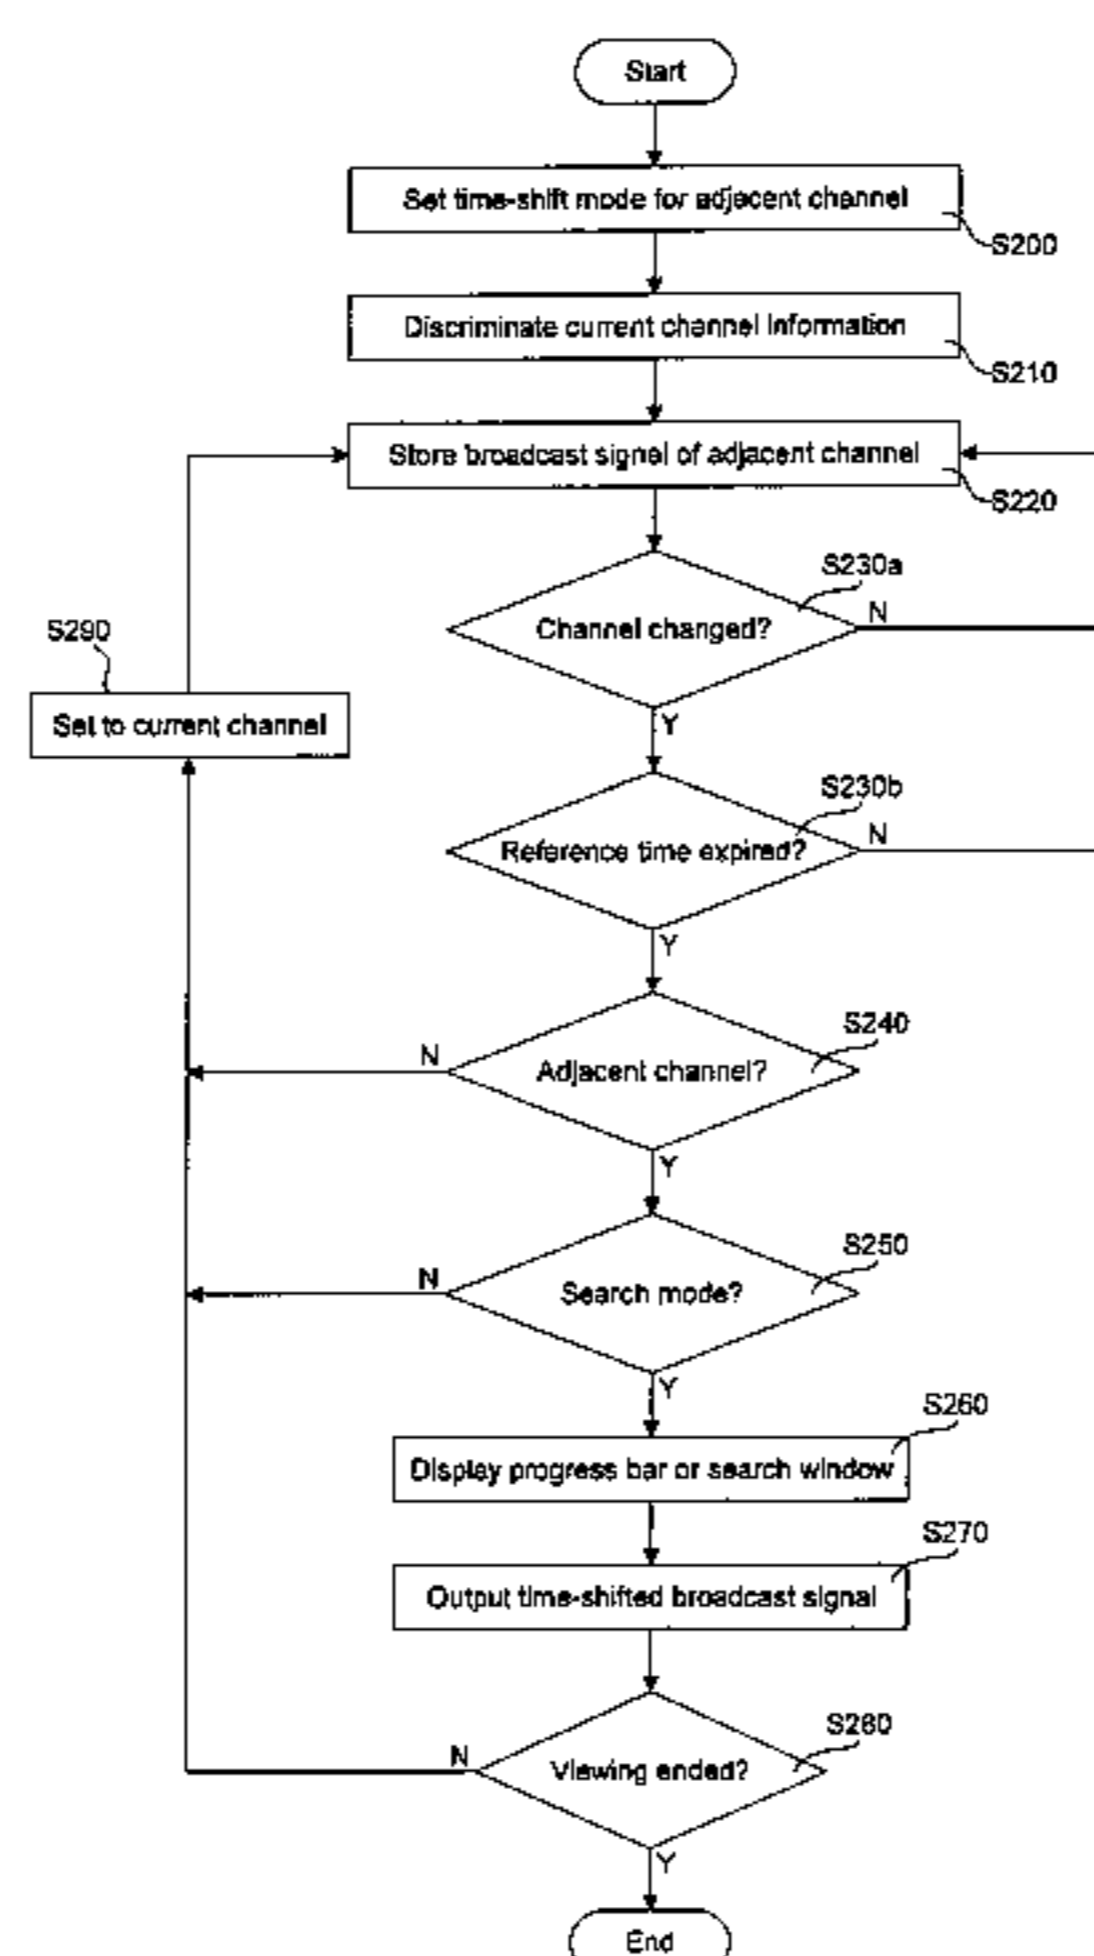 Start
Set time-shift mode for adjacent channel
S200
Discriminate current channel information
S210
Store broadcast signal of adjacent channel
S220
S230a
Channel changed?
N
S290
Set to current channel
Y
S230b
Reference time expired?
N
Y
S240
Adjacent channel?
N
Y
S250
Search mode?
N
Y
S260
Display progress bar or search window
S270
Output time-shifted broadcast signal
S280
Viewing ended?
N
Y
End